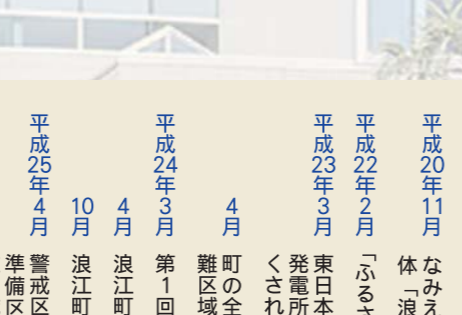 平成20年11月
なみえ
体「浪
平成22年2月
「ふるさ
平成23年3月
東日本
発電所
くされ
4月
町の全
難区域
平成24年3月
第1回
4月
浪江町
10月
浪江町
平成25年4月
警戒区
準備区